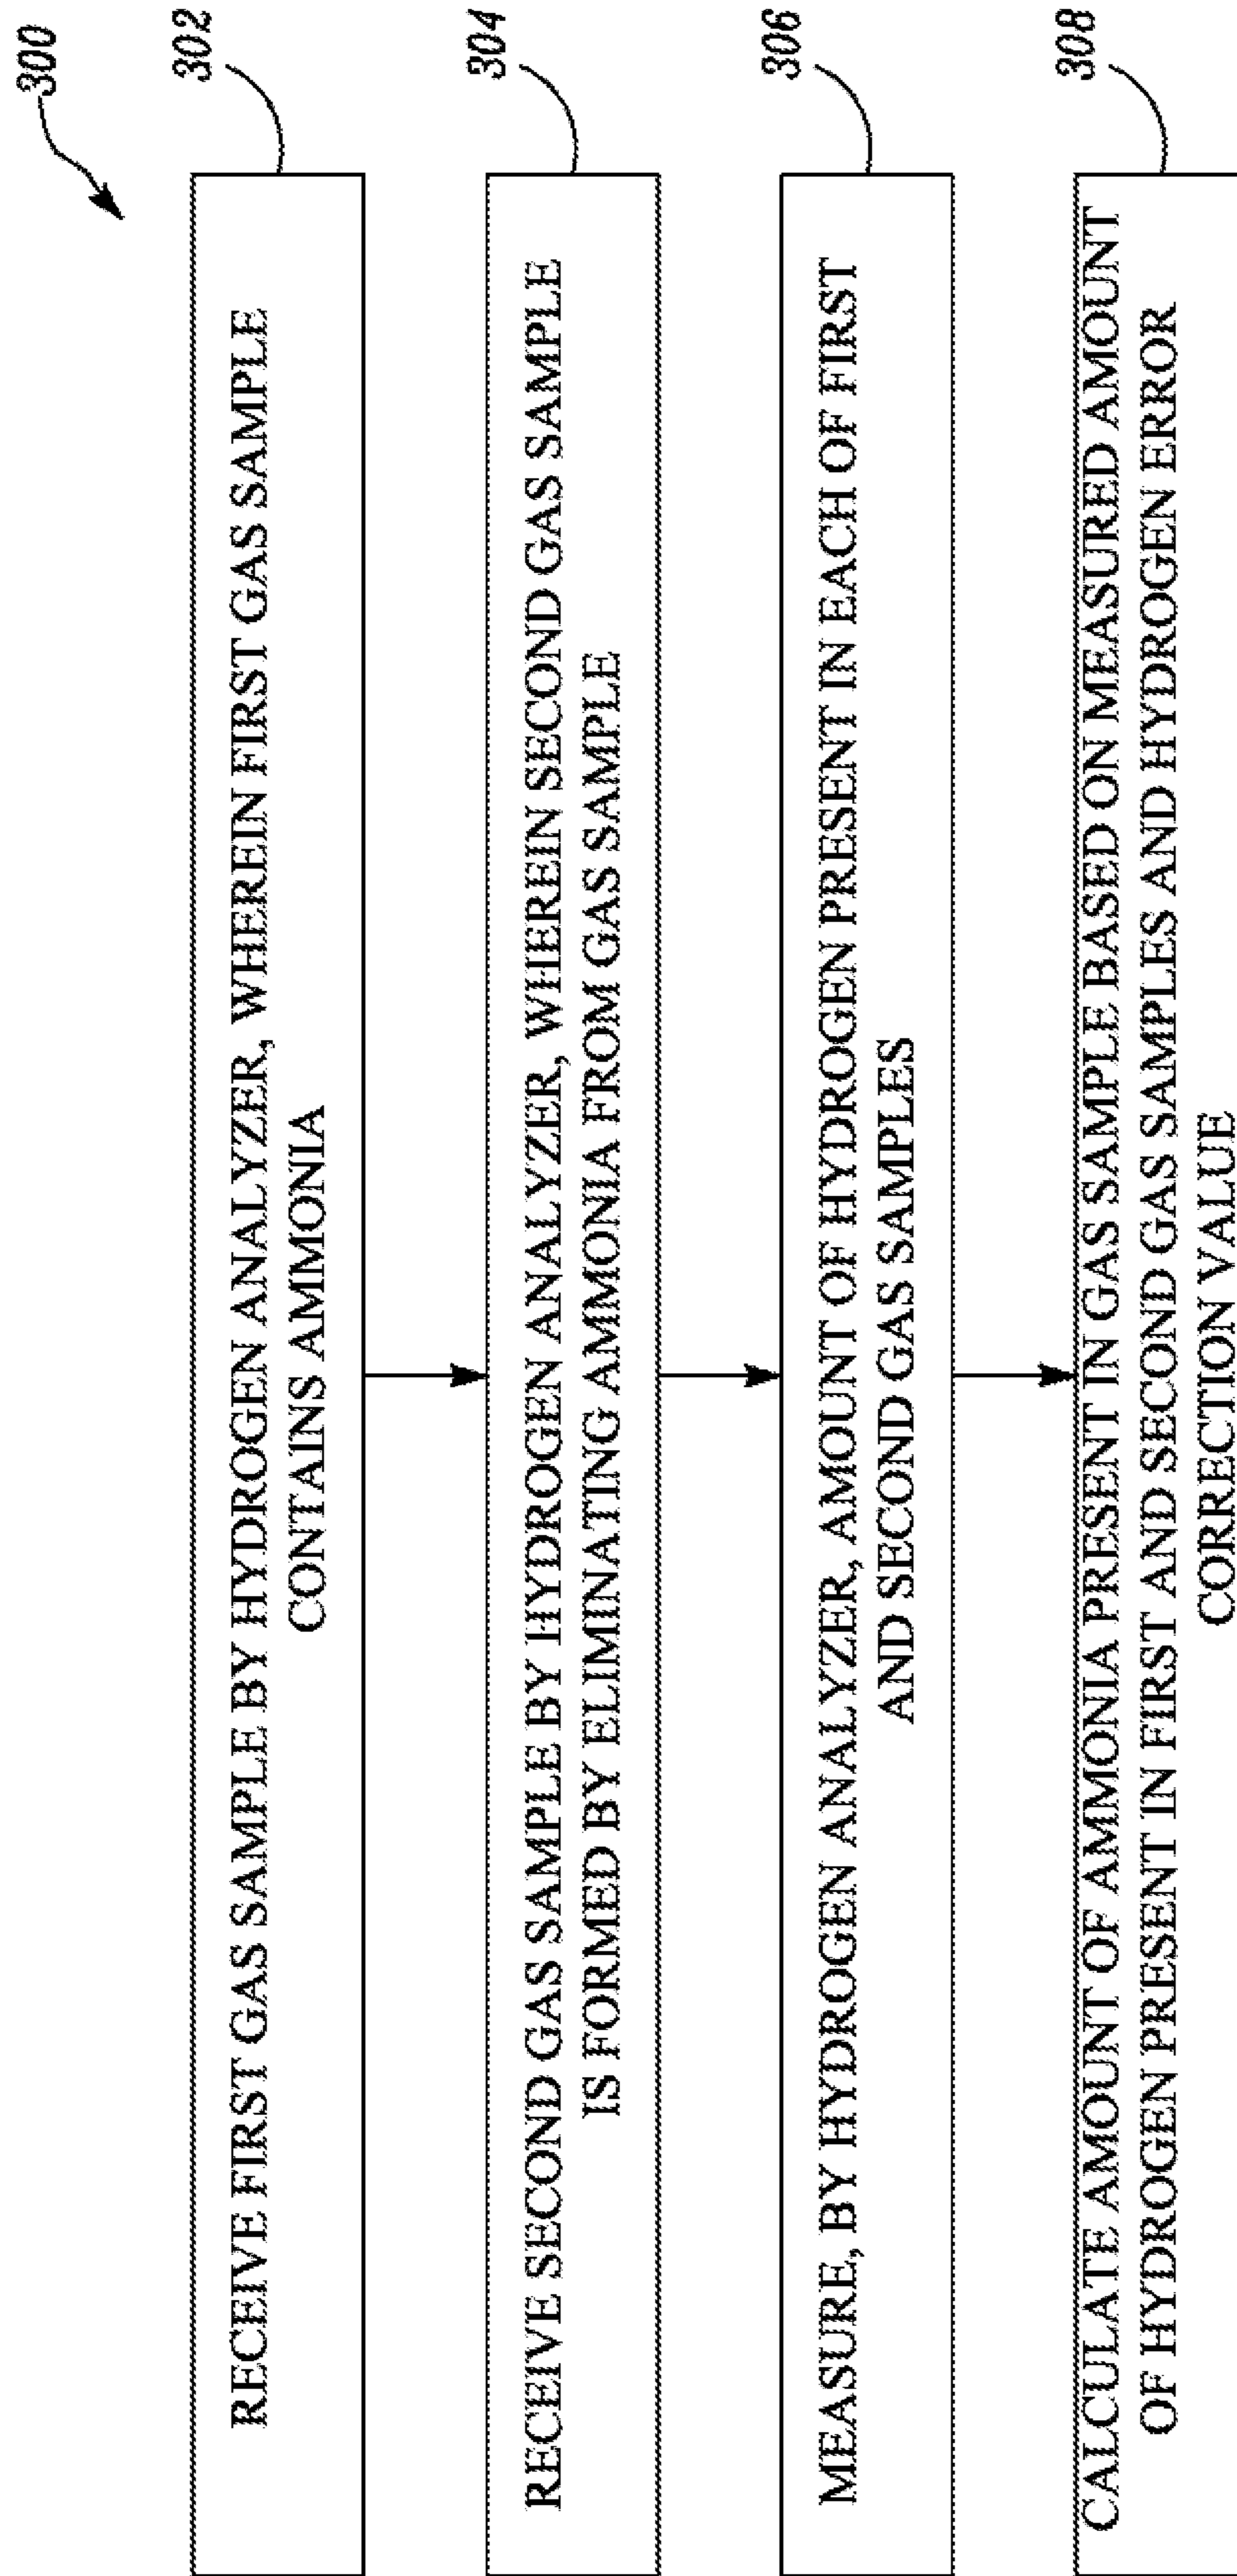 300
302
RECEIVE FIRST GAS SAMPLE BY HYDROGEN ANALYZER, WHEREIN FIRST GAS SAMPLE
CONTAINS AMMONIA
304
RECEIVE SECOND GAS SAMPLE BY HYDROGEN ANALYZER, WHEREIN SECOND GAS SAMPLE
IS FORMED BY ELIMINATING AMMONIA FROM GAS SAMPLE
306
MEASURE, BY HYDROGEN ANALYZER, AMOUNT OF HYDROGEN PRESENT IN EACH OF FIRST
AND SECOND GAS SAMPLES
308
CALCULATE AMOUNT OF AMMONIA PRESENT IN GAS SAMPLE BASED ON MEASURED AMOUNT
OF HYDROGEN PRESENT IN FIRST AND SECOND GAS SAMPLES AND HYDROGEN ERROR
CORRECTION VALUE